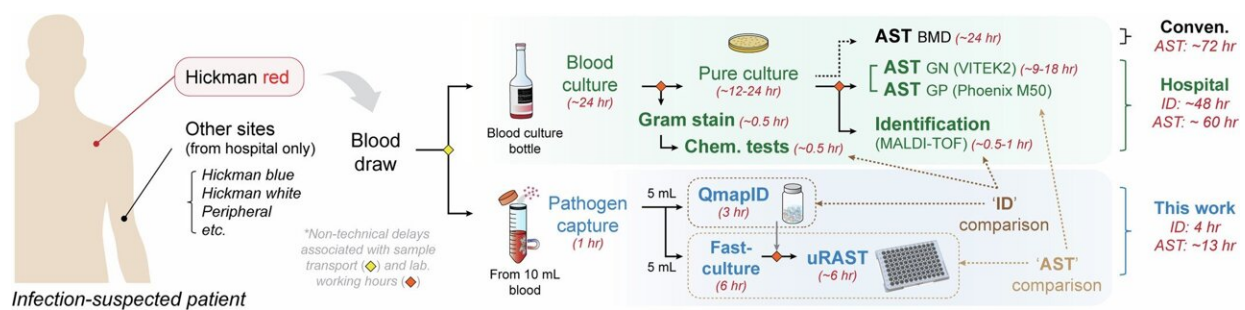 Hickman red
Other sites
(from hospital only)
Hickman blue
Hickman white
Peripheral
etc.
Infection-suspected patient
Blood
draw
*Non-technical delays
associated with sample
transport (◇) and lab.
working hours (◆)
Blood culture
bottle
Blood
culture
(~24 hr)
Pure culture
(~12-24 hr)
Gram stain (~0.5 hr)
Chem. tests (~0.5 hr)
AST BMD (~24 hr)
AST GN (VITEK2) (~9-18 hr)
AST GP (Phoenix M50)
Identification
(MALDI-TOF) (~0.5-1 hr)
Conven.
AST: ~72 hr
Hospital
ID: ~48 hr
AST: ~ 60 hr
From 10 mL
blood
Pathogen
capture
(1 hr)
5 mL
QmapID
(3 hr)
5 mL
Fast-
culture
(6 hr)
uRAST
(~6 hr)
'ID'
comparison
'AST'
comparison
This work
ID: 4 hr
AST: ~13 hr